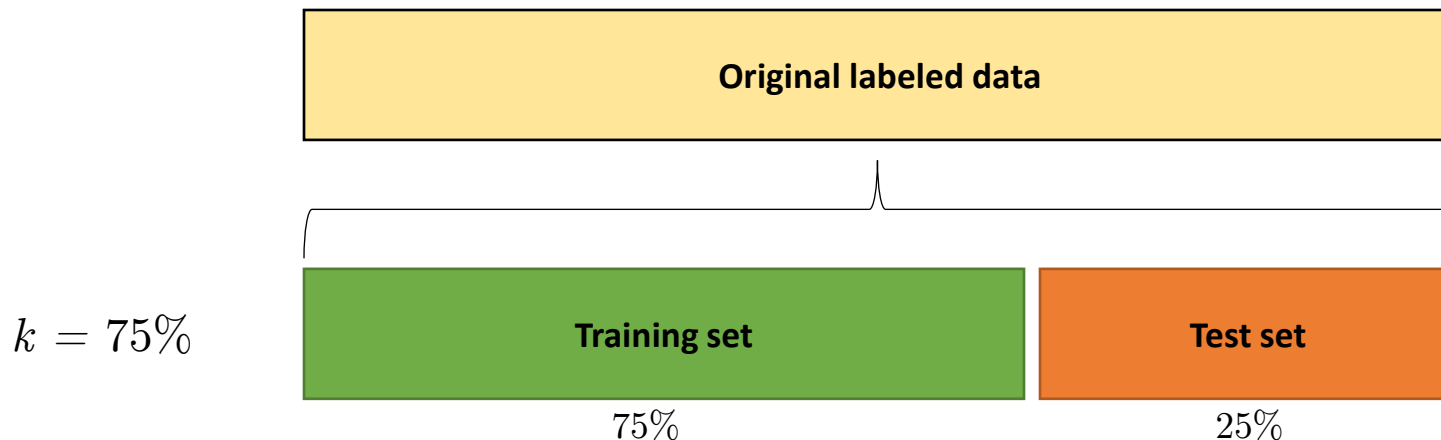 Original labeled data
k = 75%
Training set
Test set
75%
25%